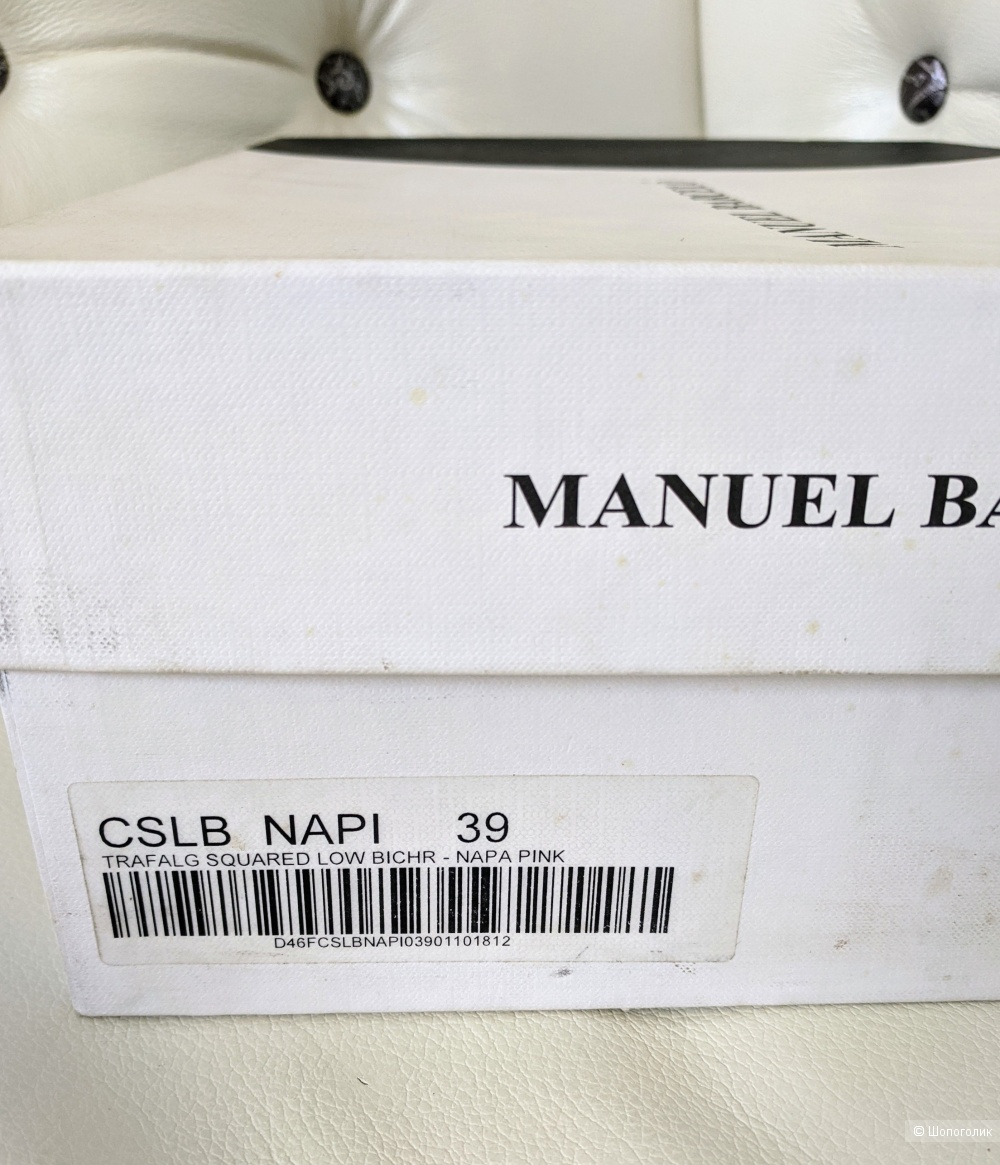 MANUEL BA
CSLB NAPI 39
TRAFALG SQUARED LOW BICHR - NAPA PINK
D46FCSLBNAPI03901101812
© Шопоголик